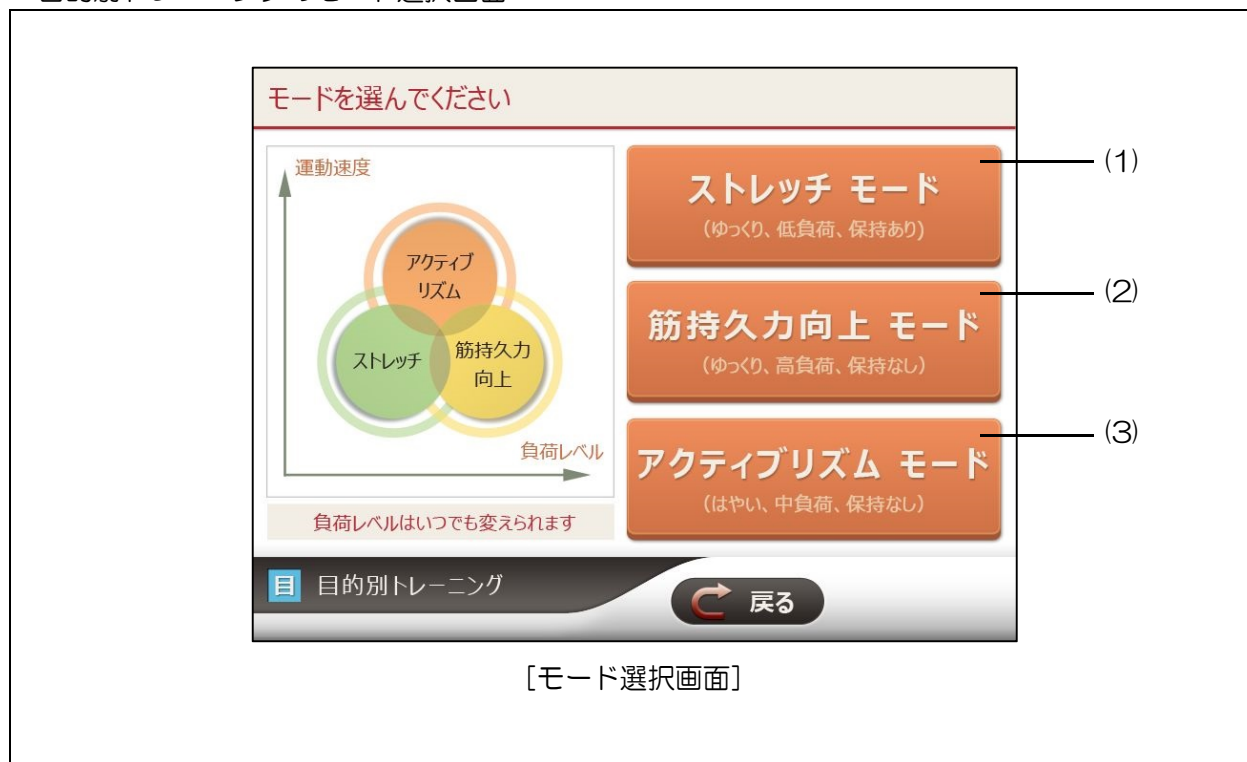 モードを選んでください
運動速度
アクティブ
リズム
ストレッチ
筋持久力
向上
負荷レベル
負荷レベルはいつでも変えられます
ストレッチ モード
(ゆっくり、低負荷、保持あり)
(1)
筋持久力向上 モード
(ゆっくり、高負荷、保持なし)
(2)
アクティブリズム モード
(はやい、中負荷、保持なし)
(3)
目 目的別トレーニング
戻る
[モード選択画面]